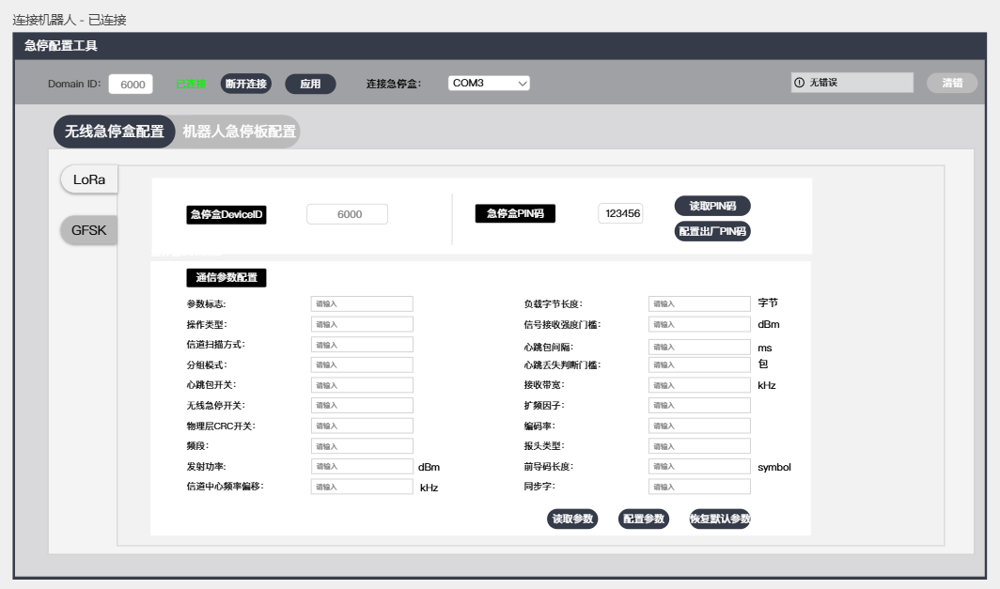 连接机器人 - 已连接
急停配置工具
Domain ID: 6000 已连接 断开连接 应用 连接急停盒: COM3 无错误 清错
无线急停盒配置 机器人急停板配置
LoRa
GFSK
急停盒DeviceID 6000 急停盒PIN码 123456 读取PIN码
配置出厂PIN码
通信参数配置
参数标志: 请输入 负载字节长度: 请输入 字节
操作类型: 请输入 信号接收强度门槛: 请输入 dBm
信道扫描方式: 请输入 心跳包间隔: 请输入 ms
分组模式: 请输入 心跳丢失判断门槛: 请输入 包
心跳包开关: 请输入 接收带宽: 请输入 kHz
无线急停开关: 请输入 扩频因子: 请输入
物理层CRC开关: 请输入 编码率: 请输入
频段: 请输入 报头类型: 请输入
发射功率: 请输入 dBm 前导码长度: 请输入 symbol
信道中心频率偏移: 请输入 kHz 同步字: 请输入
读取参数 配置参数 恢复默认参数